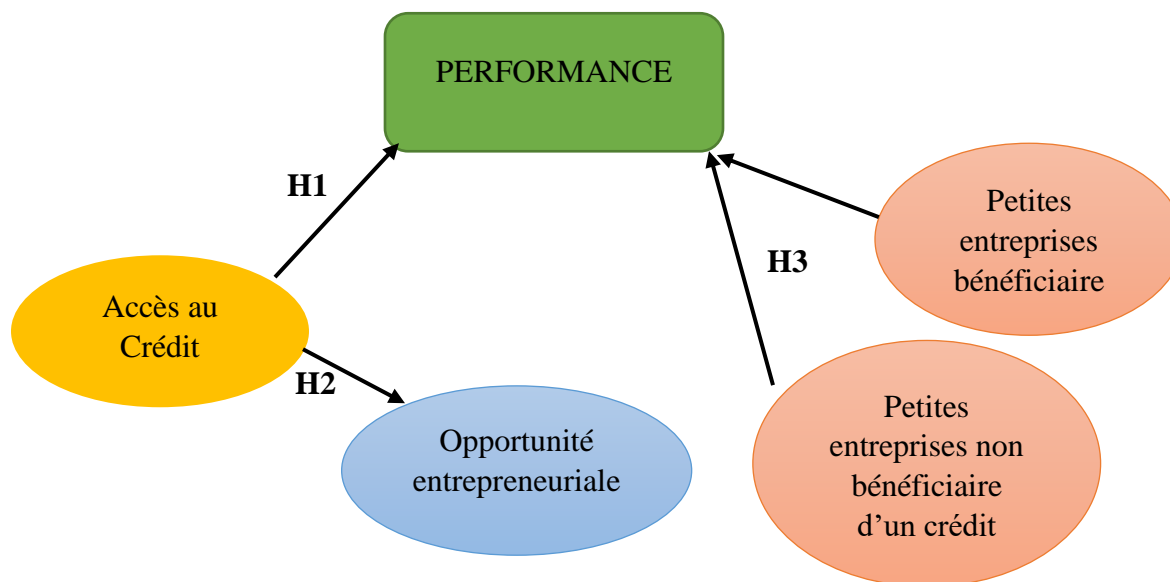 PERFORMANCE
H1
Accès au
Crédit
H2
Opportunité
entrepreneuriale
H3
Petites
entreprises
bénéficiaire
Petites
entreprises non
bénéficiaire
d’un crédit